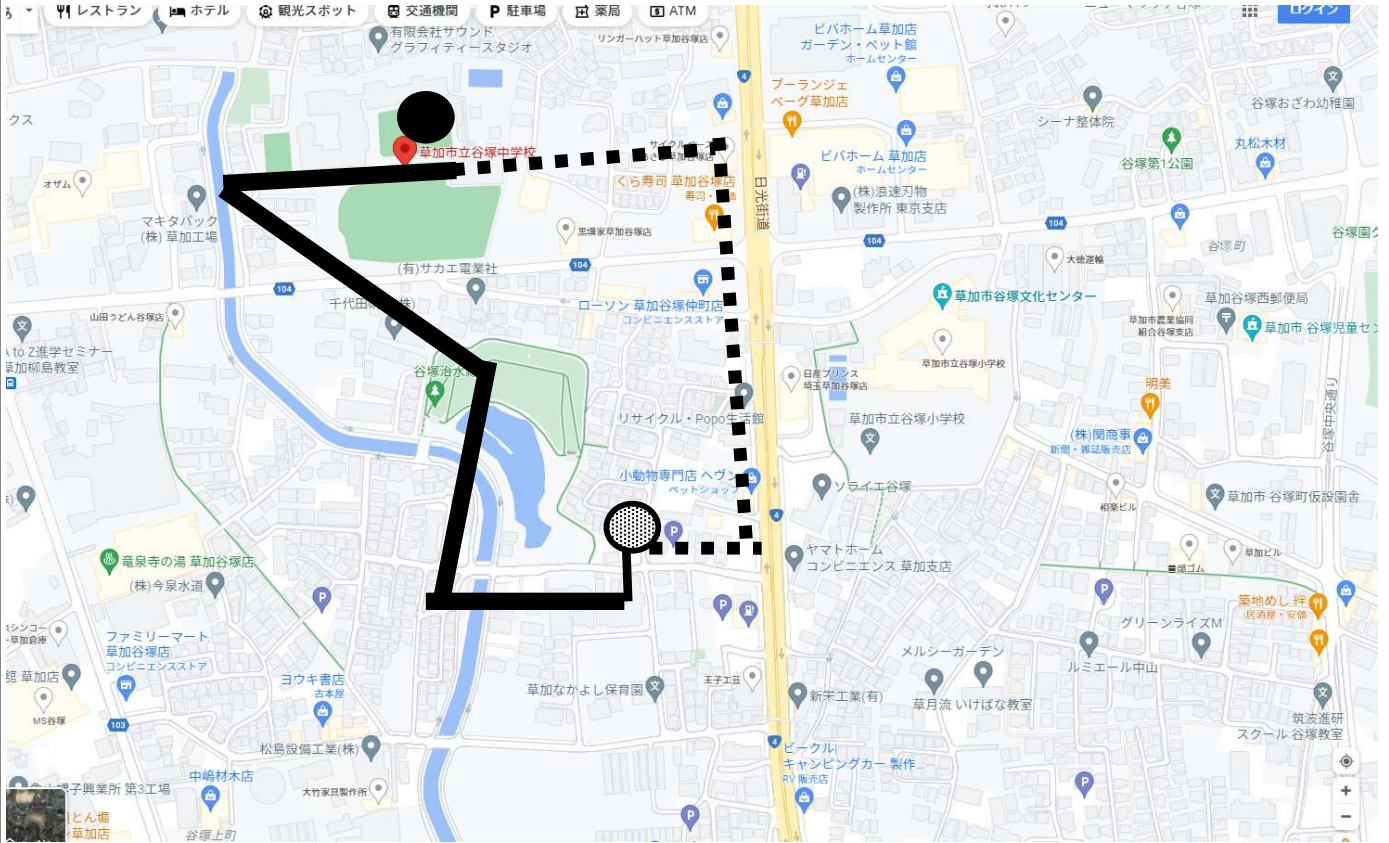 レストラン
ホテル
観光スポット
交通機関
P 駐車場
薬局
ATM
ログイン
有限会社サウンド
グラフィティースタジオ
リンガーハット草加谷塚店
ビバホーム草加店
ガーデン・ペット館
ホームセンター
ブーランジェ
ベーグ草加店
シーナ整体院
谷塚おざわ幼稚園
クス
草加市立谷塚中学校
ビバホーム 草加店
ホームセンター
谷塚第1公園
丸松木材
オザム
くら寿司 草加谷塚店
日光街道
(株)浪速刃物
製作所 東京支店
マキタパック
(株) 草加工場
黒場家草加谷塚店
104
104
104
104
谷塚町
(有)サカエ電業社
大徳運輸
ローソン 草加谷塚仲町店
コンビニエンスストア
草加市谷塚文化センター
草加谷塚西郵便局
草加市農業協同
組合谷塚支店
草加市 谷塚児童セン
山田うどん谷塚店
A to Z進学セミナー
草加柳島教室
草加市立谷塚小学校
日産プリンス
埼玉草加谷塚店
明美
リサイクル・Popo生活館
草加市立谷塚小学校
(株)関商事
新聞・雑誌販売店
谷塚中央通り
小動物専門店 ヘヴン
ペットショップ
ソライエ谷塚
相楽ビル
草加市 谷塚町仮設園舎
4
4
4
竜泉寺の湯 草加谷塚店
(株)今泉水道
ヤマトホーム
コンビニエンス 草加支店
草加ビル
築地めし 絆
居酒屋・安価
グリーンライズM
ファミリーマート
草加谷塚店
コンビニエンスストア
メルシーガーデン
ルミエール中山
ヨウキ書店
古本屋
草加なかよし保育園
王子工芸
新栄工業(有)
草月流 いけばな教室
MS谷塚
103
筑波進研
スクール 谷塚教室
松島設備工業(株)
ビークル
キャンピングカー 製作
RV 販売店
中嶋材木店
大竹家具製作所
螺子興業所 第3工場
とん堀
草加店
谷塚上町